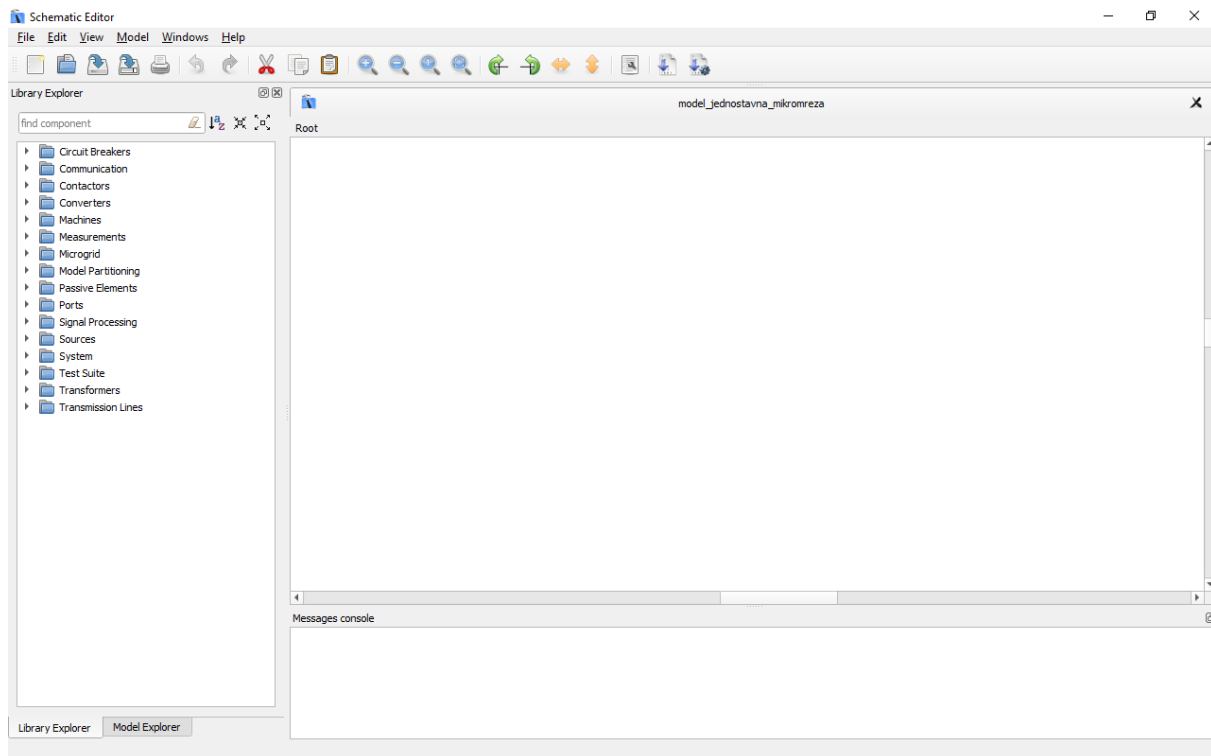 Schematic Editor
File Edit View Model Windows Help
Library Explorer
find component
Circuit Breakers
Communication
Contactors
Converters
Machines
Measurements
Microgrid
Model Partitioning
Passive Elements
Ports
Signal Processing
Sources
System
Test Suite
Transformers
Transmission Lines
Library Explorer Model Explorer
model_jednostavna_mikromreza
Root
Messages console